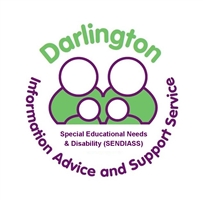 Darlington
Special Educational Needs
& Disability (SENDIASS)
Information Advice and Support Service